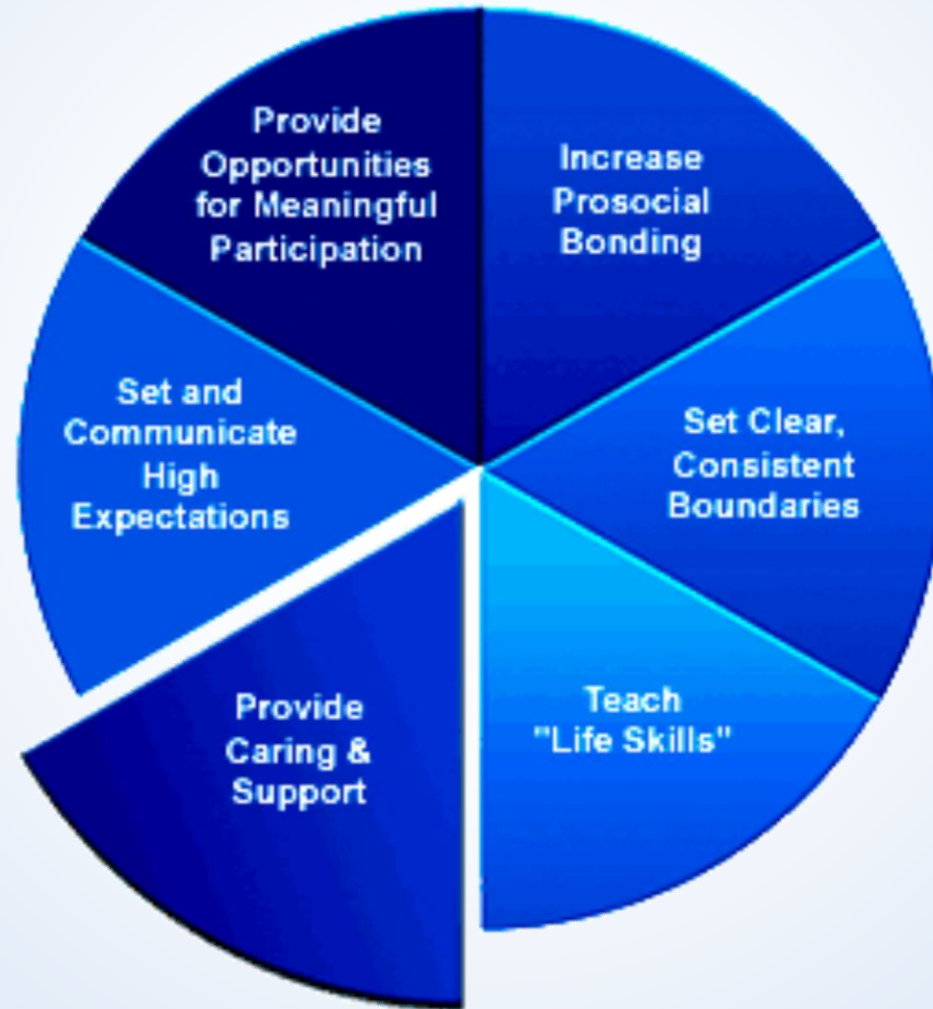 Provide
Opportunities
for Meaningful
Participation
Increase
Prosocial
Bonding
Set and
Communicate
High
Expectations
Set Clear,
Consistent
Boundaries
Provide
Caring &
Support
Teach
"Life Skills"